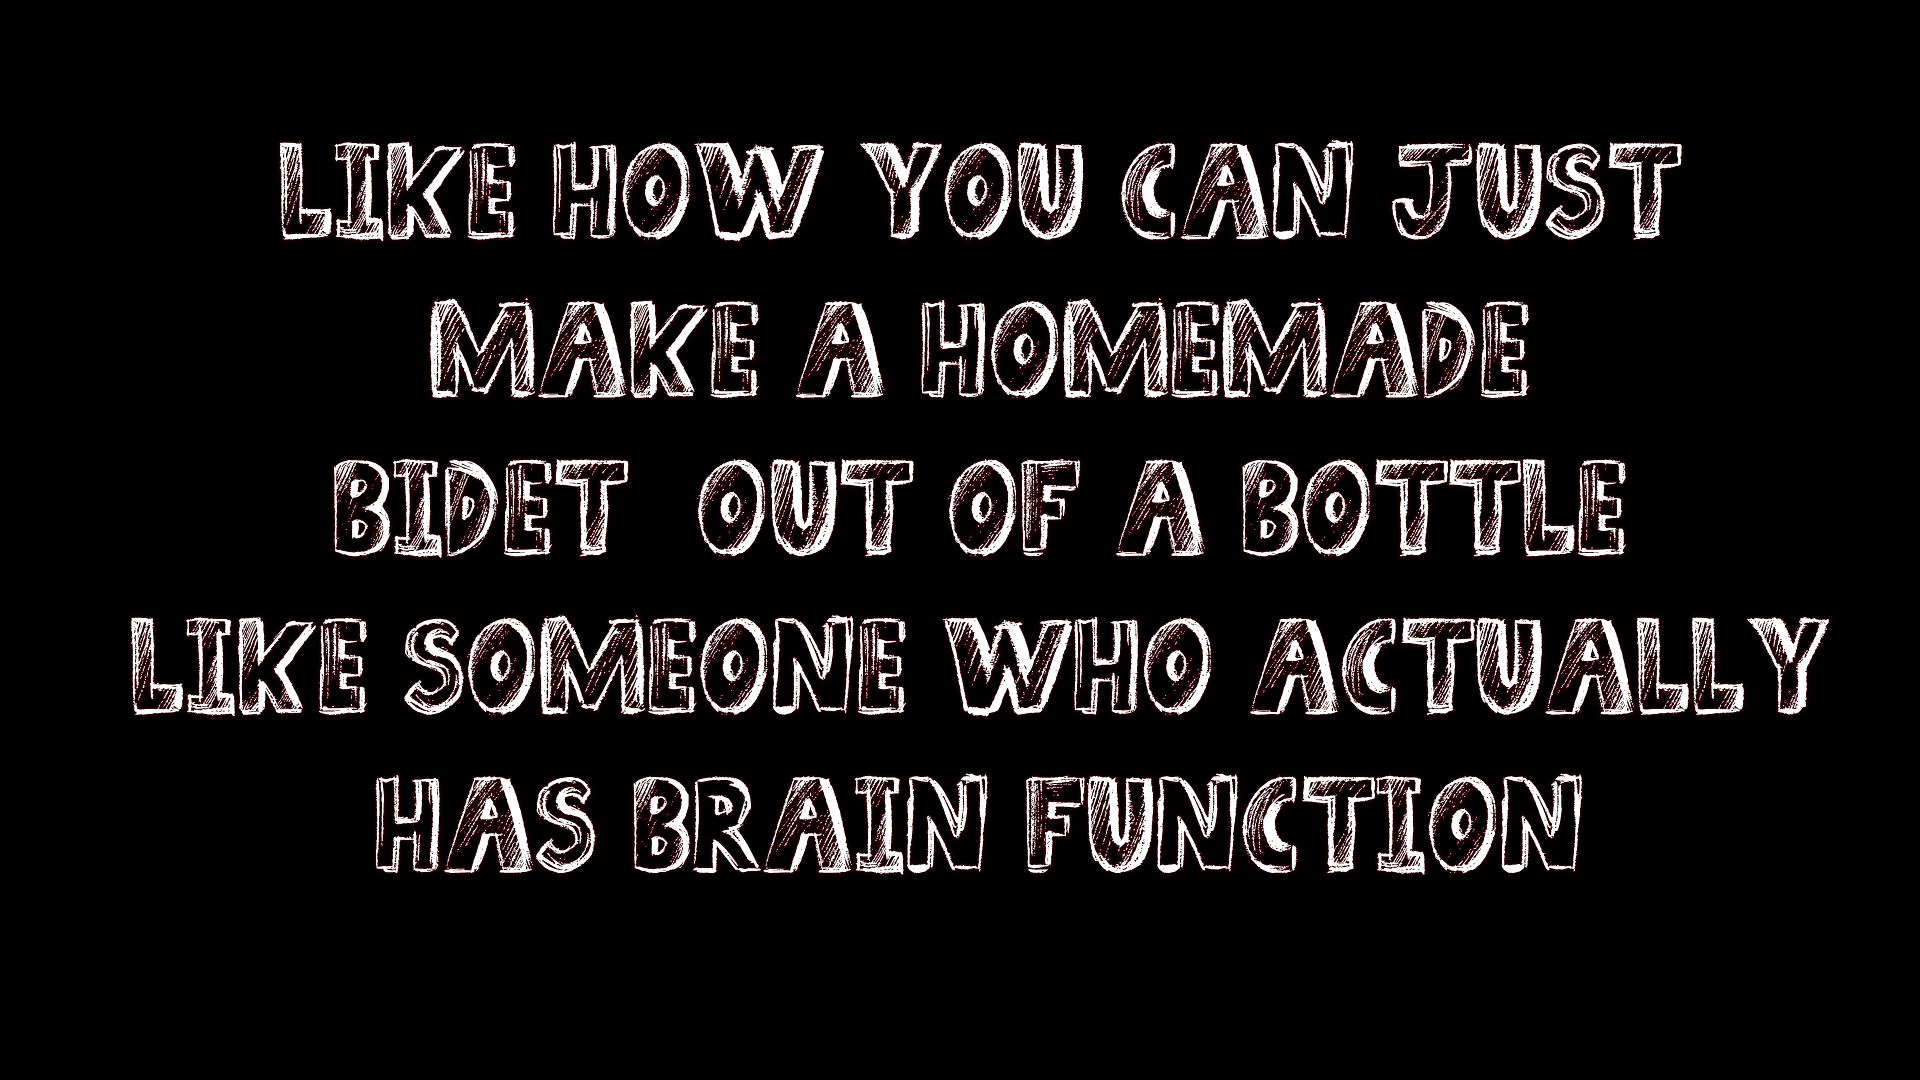 LIKE HOW YOU CAN JUST
MAKE A HOMEMADE
BIDET OUT OF A BOTTLE
LIKE SOMEONE WHO ACTUALLY
HAS BRAIN FUNCTION